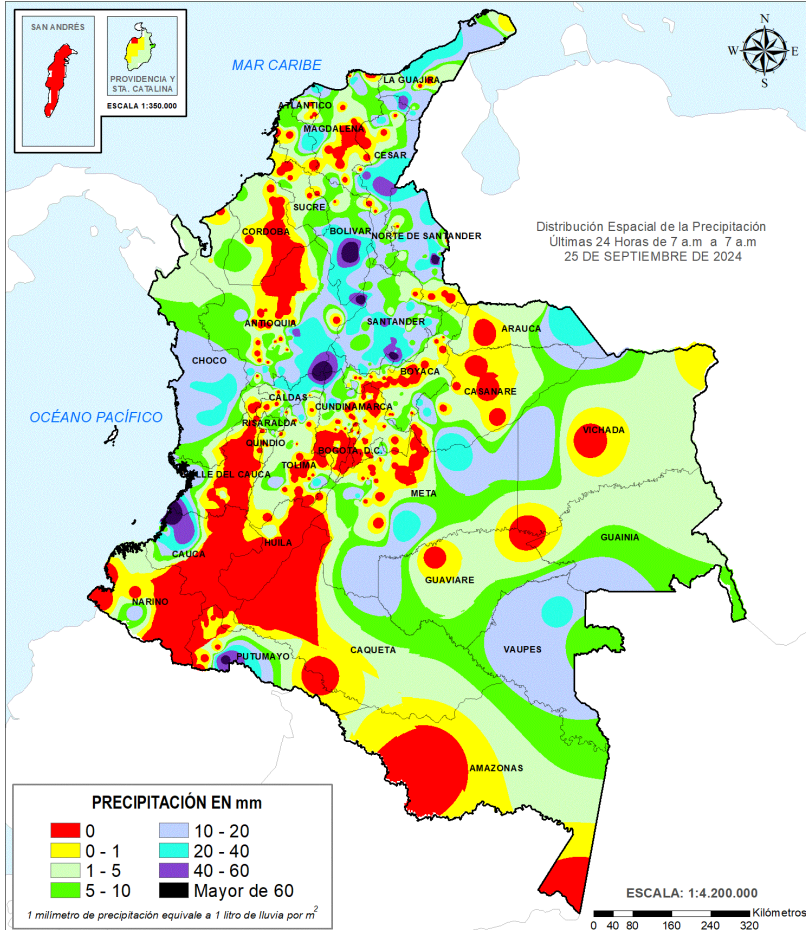 SAN ANDRÉS
PROVIDENCIA Y
STA. CATALINA
ESCALA 1:350.000
MAR CARIBE
N
W
E
S
LA GUAJIRA
ATLANTICO
MAGDALENA
CESAR
SUCRE
CORDOBA
BOLIVAR
NORTE DE SANTANDER
Distribución Espacial de la Precipitación
Últimas 24 Horas de 7 a.m a 7 a.m
25 DE SEPTIEMBRE DE 2024
ANTIOQUIA
SANTANDER
ARAUCA
CHOCO
BOYACA
CASANARE
CALDAS
CUNDINAMARCA
OCÉANO PACÍFICO
RISARALDA
VICHADA
QUINDIO
BOGOTA, D.C.
TOLIMA
VALLE DEL CAUCA
META
GUAINIA
HUILA
CAUCA
GUAVIARE
NARIÑO
CAQUETA
VAUPES
PUTUMAYO
AMAZONAS
PRECIPITACIÓN EN mm
0
10 - 20
0 - 1
20 - 40
1 - 5
40 - 60
5 - 10
Mayor de 60
1 milimetro de precipitación equivale a 1 litro de lluvia por m2
ESCALA: 1:4.200.000
Kilómetros
0 40 80 160 240 320